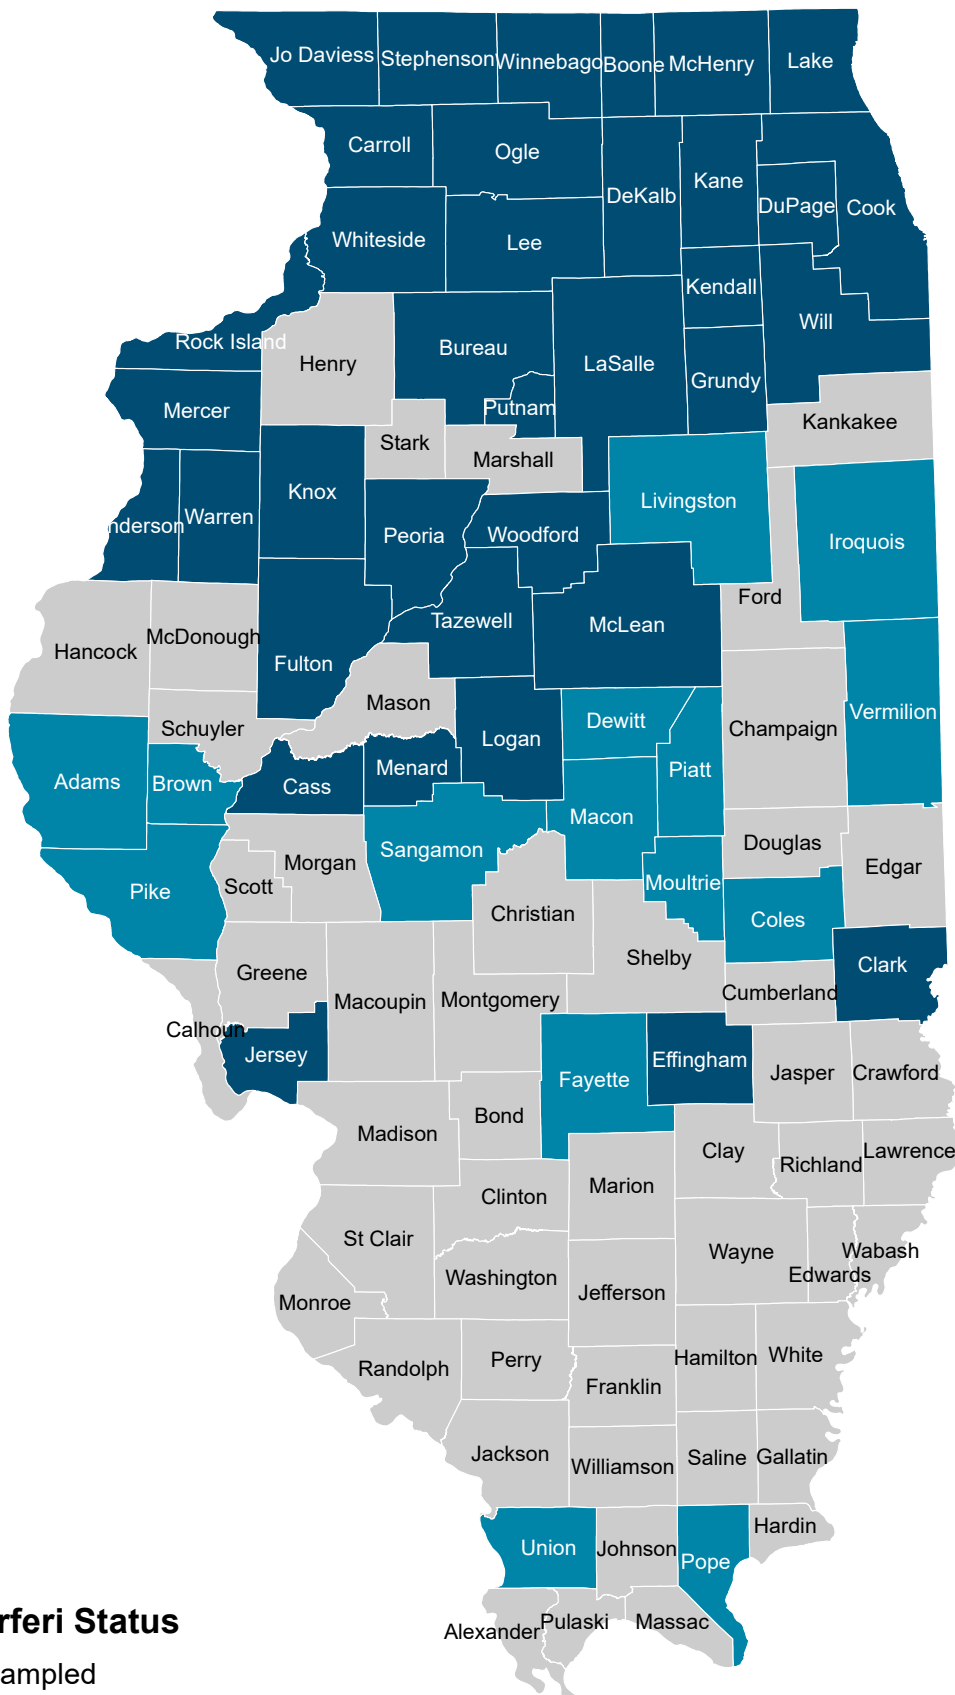 Jo Daviess
Stephenson
Winnebago
Boone
McHenry
Lake
Carroll
Ogle
DeKalb
Kane
DuPage
Cook
Whiteside
Lee
Kendall
Will
Rock Island
Henry
Bureau
LaSalle
Grundy
Putnam
Mercer
Kankakee
Stark
Marshall
Knox
Livingston
nderson
Warren
Peoria
Woodford
Iroquois
Ford
Tazewell
McLean
Hancock
McDonough
Fulton
Mason
Schuyler
Dewitt
Champaign
Vermilion
Logan
Adams
Brown
Cass
Menard
Piatt
Macon
Sangamon
Douglas
Edgar
Pike
Scott
Morgan
Moultrie
Christian
Coles
Shelby
Clark
Greene
Macoupin
Montgomery
Cumberland
Calhoun
Jersey
Fayette
Effingham
Jasper
Crawford
Bond
Madison
Clay
Richland
Lawrence
Marion
Clinton
St Clair
Wayne
Edwards
Wabash
Washington
Jefferson
Monroe
Randolph
Perry
Hamilton
White
Franklin
Jackson
Williamson
Saline
Gallatin
Hardin
Union
Johnson
Pope
Alexander
Pulaski
Massac
rferi Status
ampled